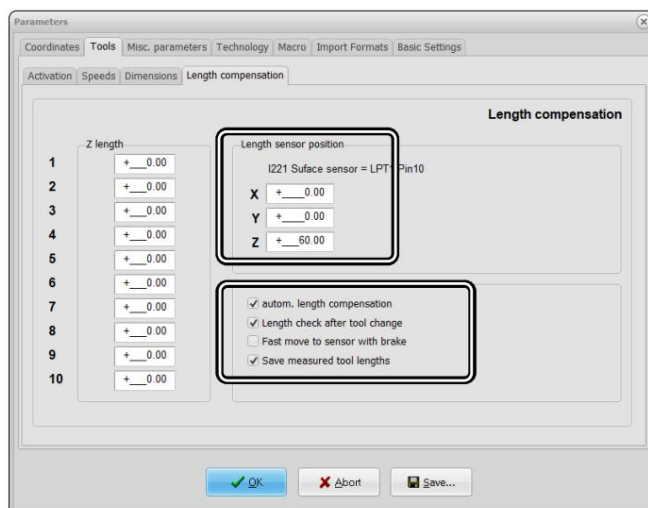 Parameters
Coordinates Tools Misc. parameters Technology Macro Import Formats Basic Settings
Activation Speeds Dimensions Length compensation
Length compensation
Z length
1 +___0.00
2 +___0.00
3 +___0.00
4 +___0.00
5 +___0.00
6 +___0.00
7 +___0.00
8 +___0.00
9 +___0.00
10 +___0.00
Length sensor position
I221 Suface sensor = LPT1 Pin10
X +____0.00
Y +____0.00
Z +___60.00
autom. length compensation
Length check after tool change
Fast move to sensor with brake
Save measured tool lengths
OK Abort Save...